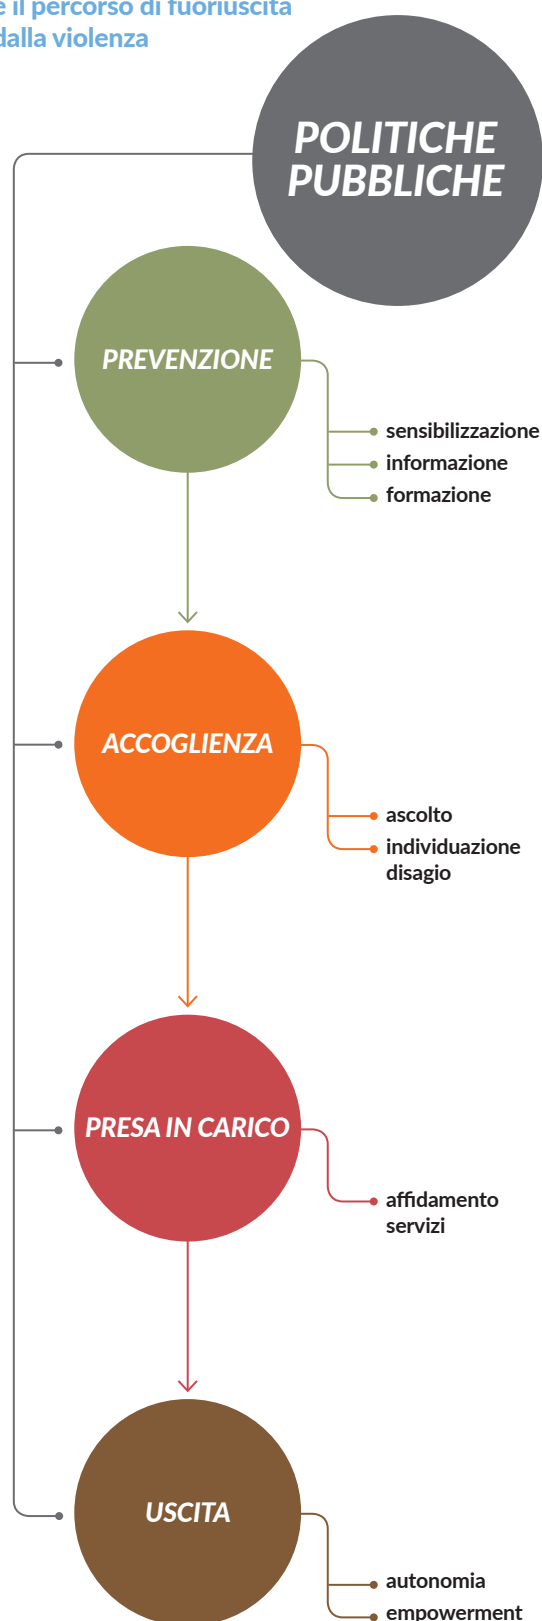 e il percorso di fuoriuscita
dalla violenza
POLITICHE
PUBBLICHE
PREVENZIONE
sensibilizzazione
informazione
formazione
ACCOGLIENZA
ascolto
individuazione
disagio
PRESA IN CARICO
affidamento
servizi
USCITA
autonomia
empowerment